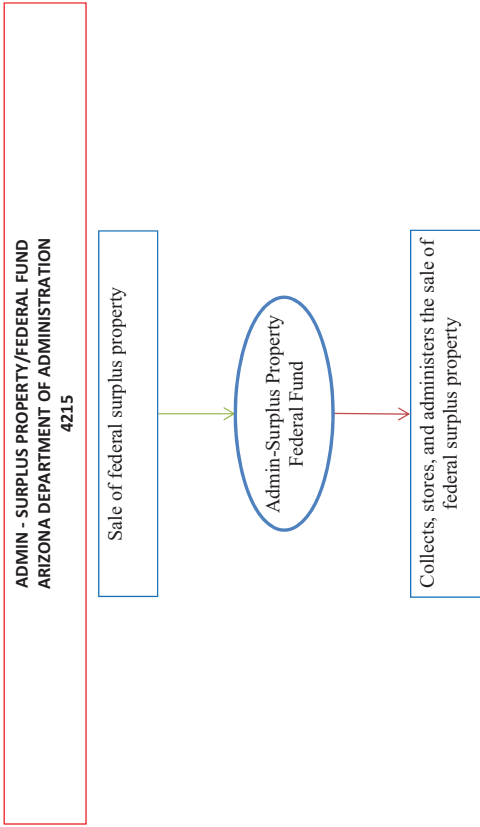 ADMIN - SURPLUS PROPERTY/FEDERAL FUND
ARIZONA DEPARTMENT OF ADMINISTRATION
4215
Sale of federal surplus property
Admin-Surplus Property
Federal Fund
Collects, stores, and administers the sale of
federal surplus property